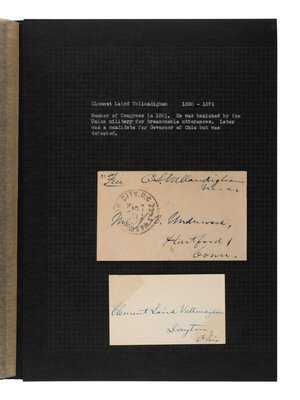 Clement Laird Vallandigham 1820 - 1871
Member of Congress in 1861. He was banished by the
Union military for treasonable utterances. Later
was a candidate for Governor of Ohio but was
defeated.
Free C. L. Vallandigham
M. C.
CITY, D.C.
Underwood,
Hartford
Conn.
Clement Laird Vallandigham
Dayton,
Ohio